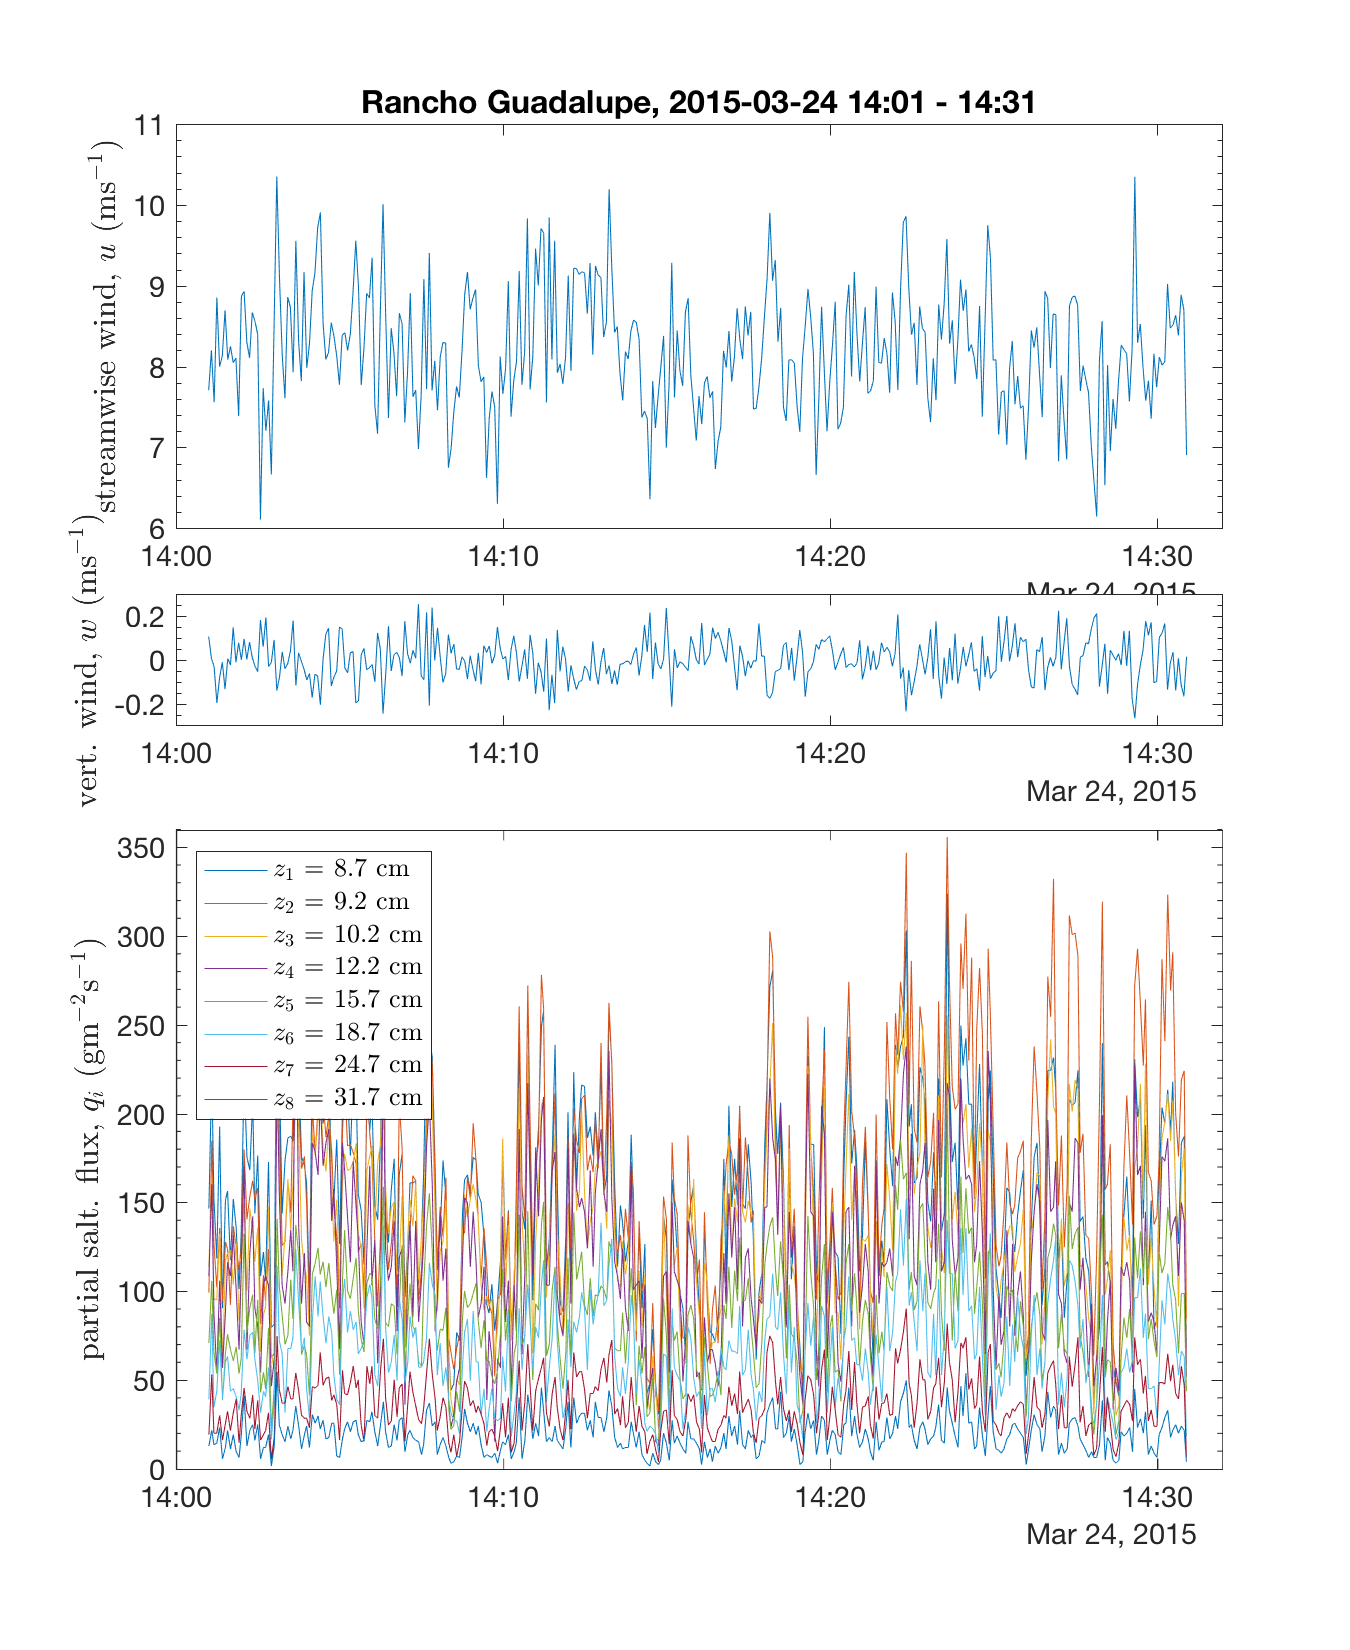 Rancho Guadalupe, 2015-03-24 14:01 - 14:31
streamwise wind, u (ms⁻¹)
11
10
9
8
7
6
14:00 14:10 14:20 14:30
Mar 24, 2015
vert. wind, w (ms⁻¹)
0.2
0
-0.2
14:00 14:10 14:20 14:30
Mar 24, 2015
partial salt. flux, qᵢ (gm⁻²s⁻¹)
350
300
250
200
150
100
50
0
z₁ = 8.7 cm
z₂ = 9.2 cm
z₃ = 10.2 cm
z₄ = 12.2 cm
z₅ = 15.7 cm
z₆ = 18.7 cm
z₇ = 24.7 cm
z₈ = 31.7 cm
14:00 14:10 14:20 14:30
Mar 24, 2015